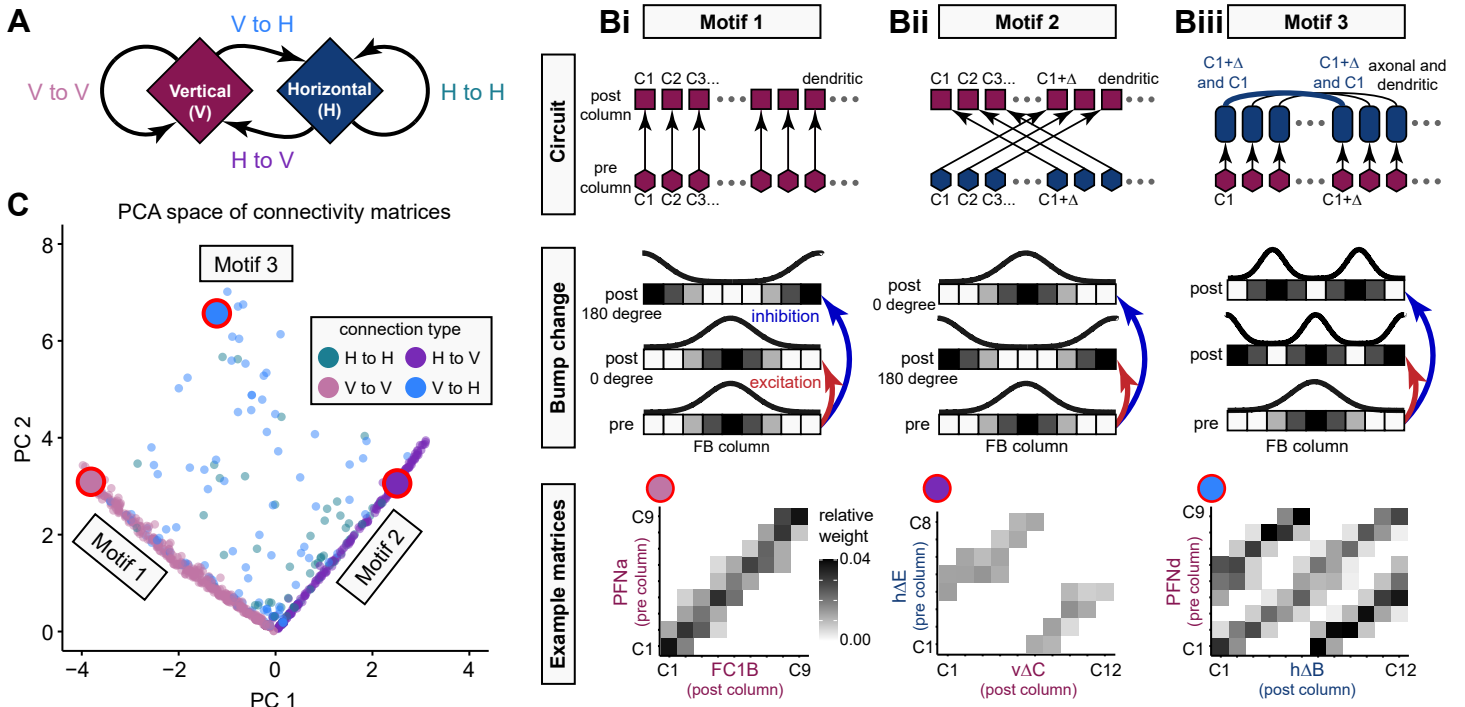 A
V to H
V to V
Vertical
(V)
Horizontal
(H)
H to H
H to V
Bi
Motif 1
Bii
Motif 2
Biii
Motif 3
Circuit
C1 C2 C3...
dendritic
post
column
pre
column
C1 C2 C3...
C1 C2 C3...
C1+Δ
dendritic
C1 C2 C3...
C1+Δ
C1+Δ
and C1
C1+Δ
and C1
axonal and
dendritic
C1
C1+Δ
Bump change
post
180 degree
inhibition
post
0 degree
excitation
pre
FB column
post
0 degree
post
180 degree
pre
FB column
post
post
pre
FB column
C
PCA space of connectivity matrices
Motif 3
connection type
H to H
H to V
V to V
V to H
Motif 1
Motif 2
PC 2
8
6
4
2
0
−4
−2
0
2
4
PC 1
Example matrices
C9
PFNa
(pre column)
C1
C1
FC1B
C9
(post column)
relative
weight
0.04
0.00
C8
hΔE
(pre column)
C1
C1
vΔC
C12
(post column)
C9
PFNd
(pre column)
C1
C1
hΔB
C12
(post column)